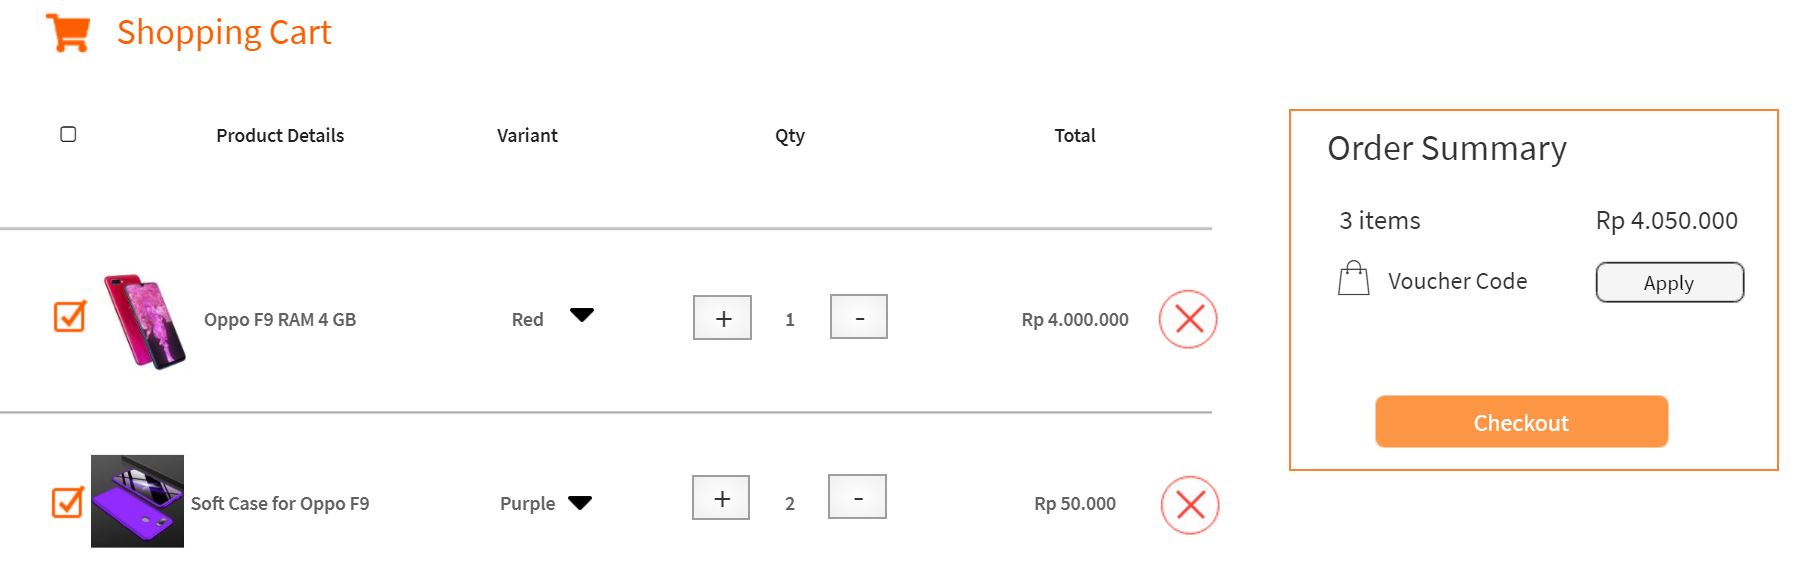 Shopping Cart
Product Details Variant Qty Total
Oppo F9 RAM 4 GB Red + 1 - Rp 4.000.000
Soft Case for Oppo F9 Purple + 2 - Rp 50.000
Order Summary
3 items Rp 4.050.000
Voucher Code Apply
Checkout